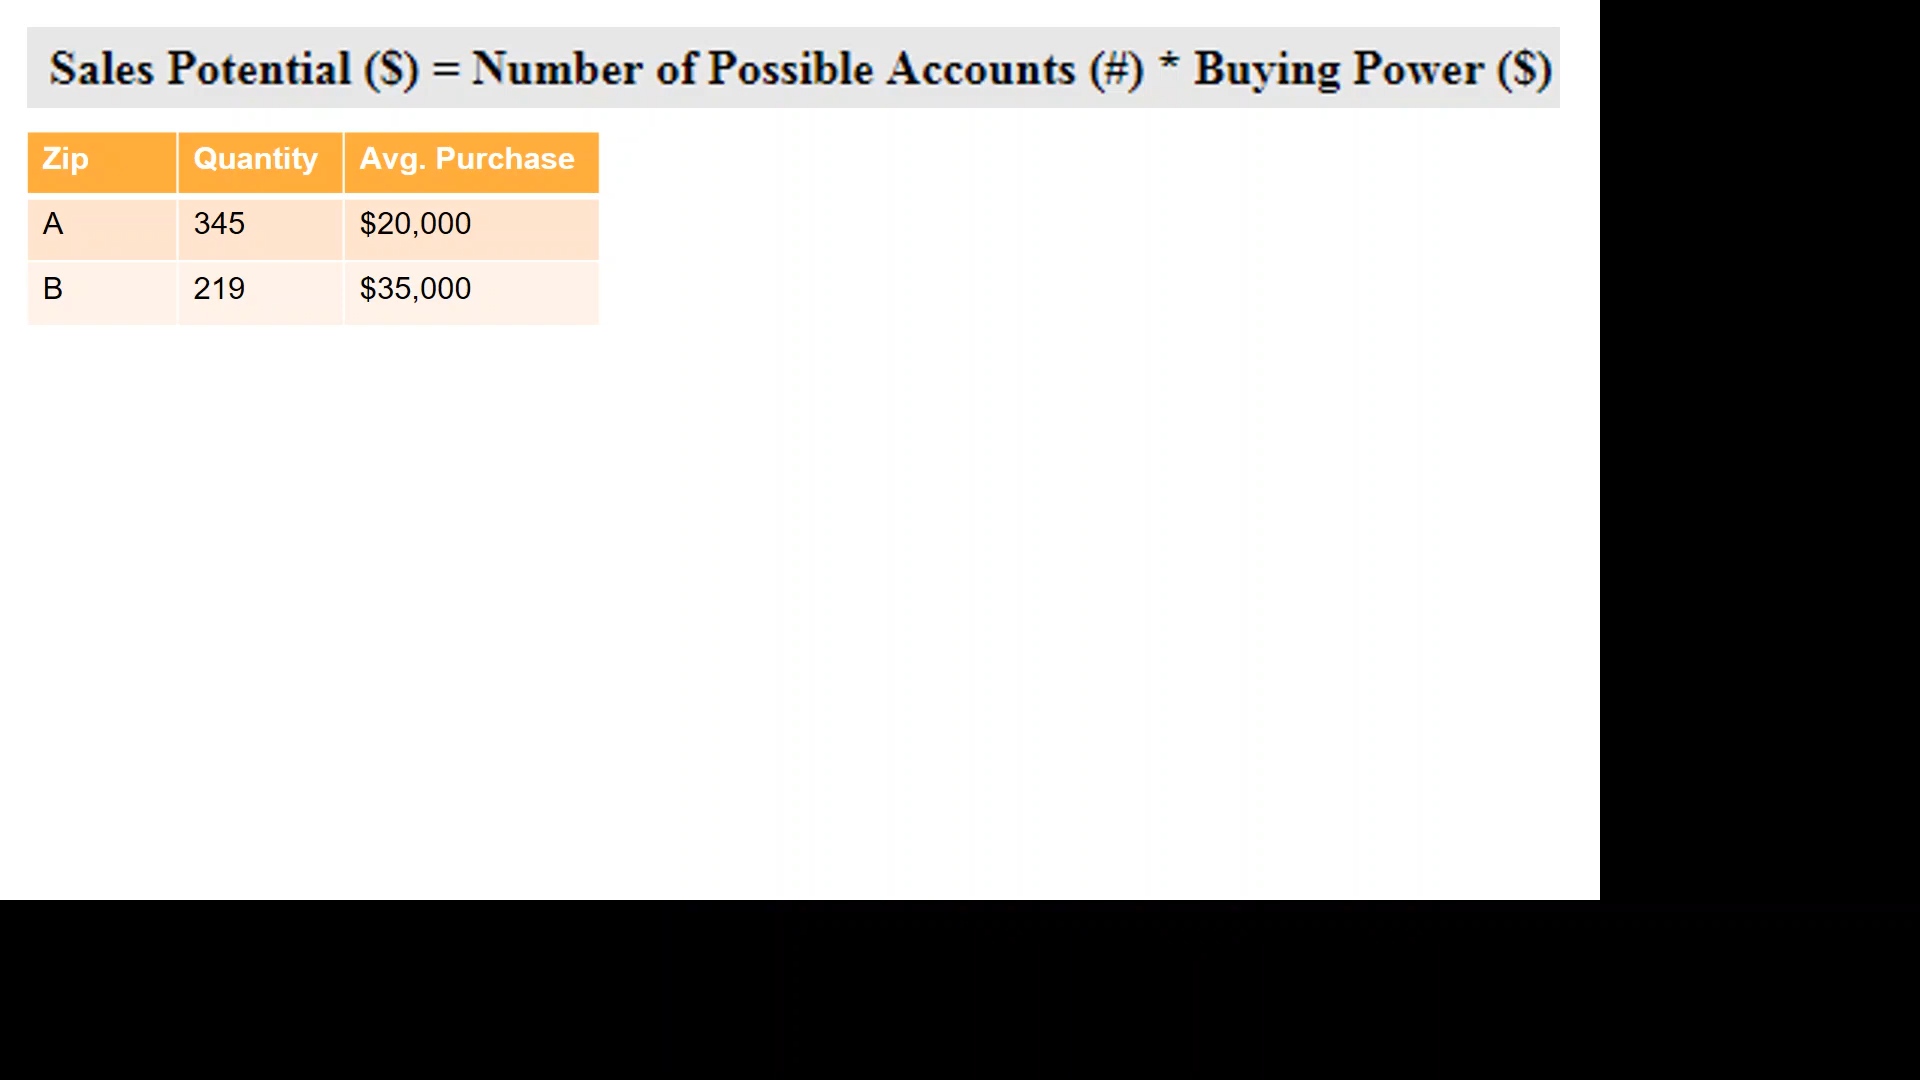 Sales Potential ($) = Number of Possible Accounts (#) * Buying Power ($)
Zip Quantity Avg. Purchase
A 345 $20,000
B 219 $35,000